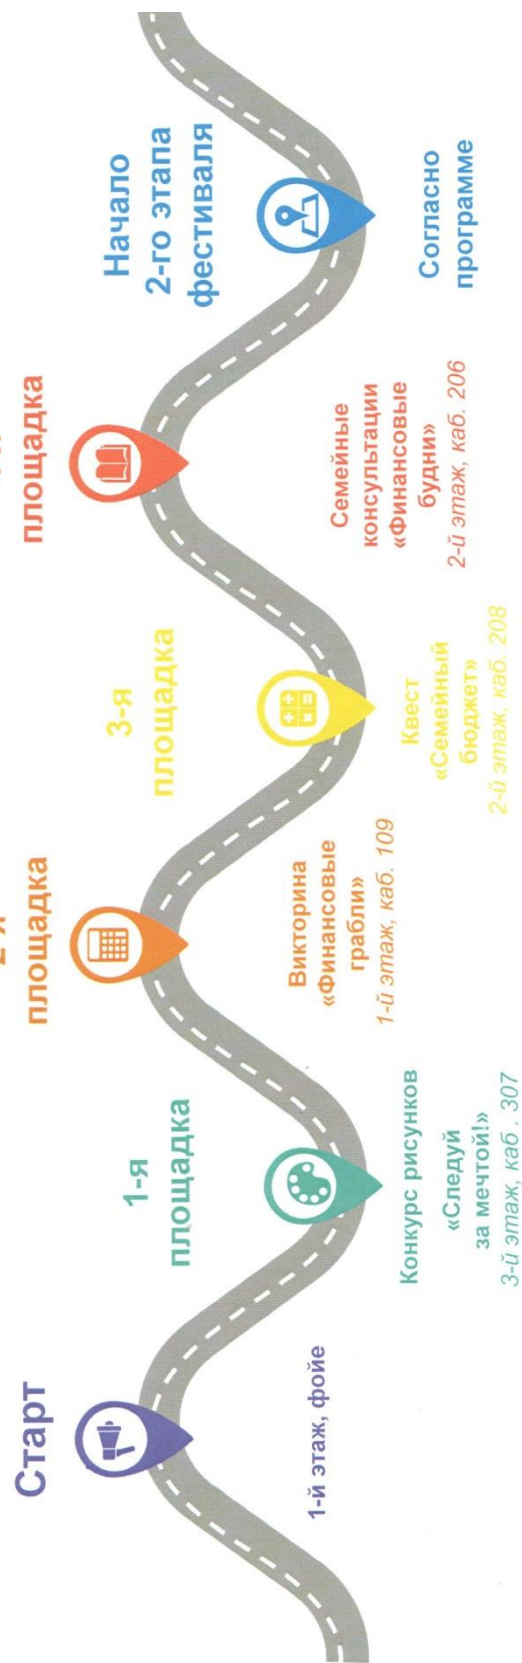 Старт
1-й этаж, фойе
1-я
площадка
Конкурс рисунков
«Следуй
за мечтой!»
3-й этаж, каб . 307
площадка
Викторина
«Финансовые
грабли»
1-й этаж, каб. 109
3-я
площадка
Квест
«Семейный
бюджет»
2-й этаж, каб. 208
площадка
Семейные
консультации
«Финансовые
будни»
2-й этаж, каб. 206
Начало
2-го этапа
фестиваля
Согласно
программе